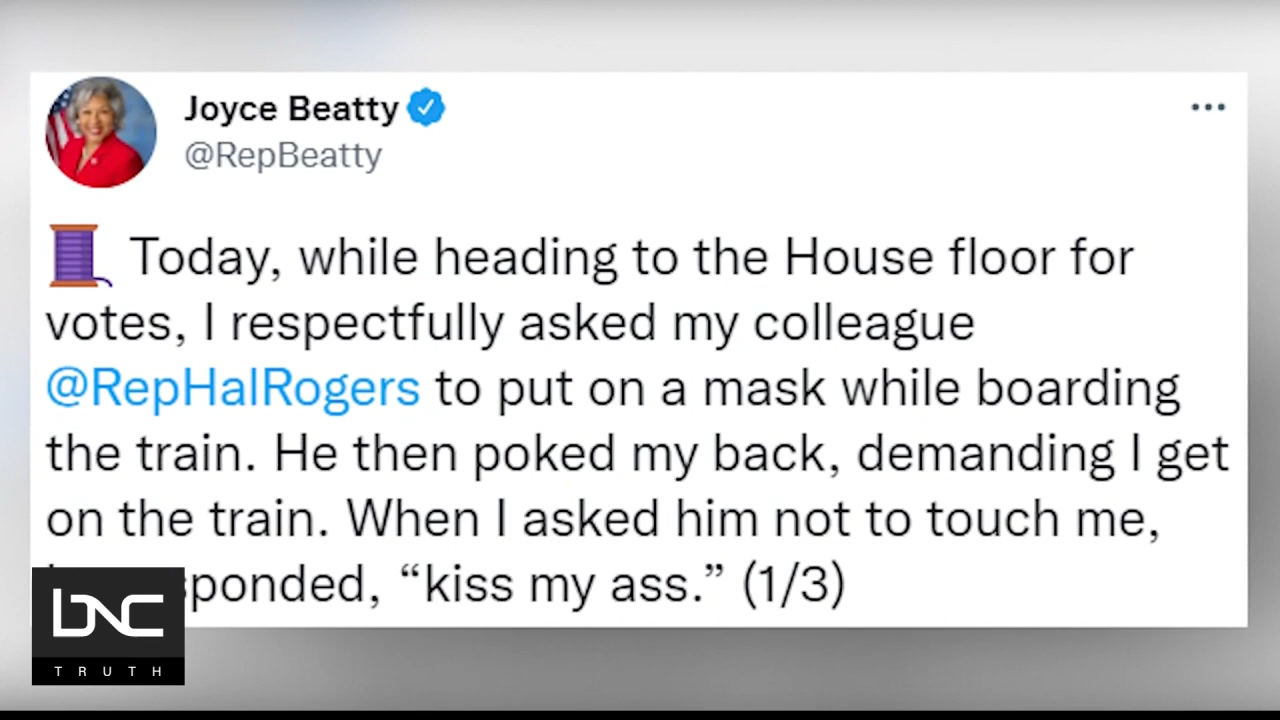 Joyce Beatty
@RepBeatty
Today, while heading to the House floor for
votes, I respectfully asked my colleague
@RepHalRogers to put on a mask while boarding
the train. He then poked my back, demanding I get
on the train. When I asked him not to touch me,
sponded, “kiss my ass.” (1/3)
BNC
TRUTH